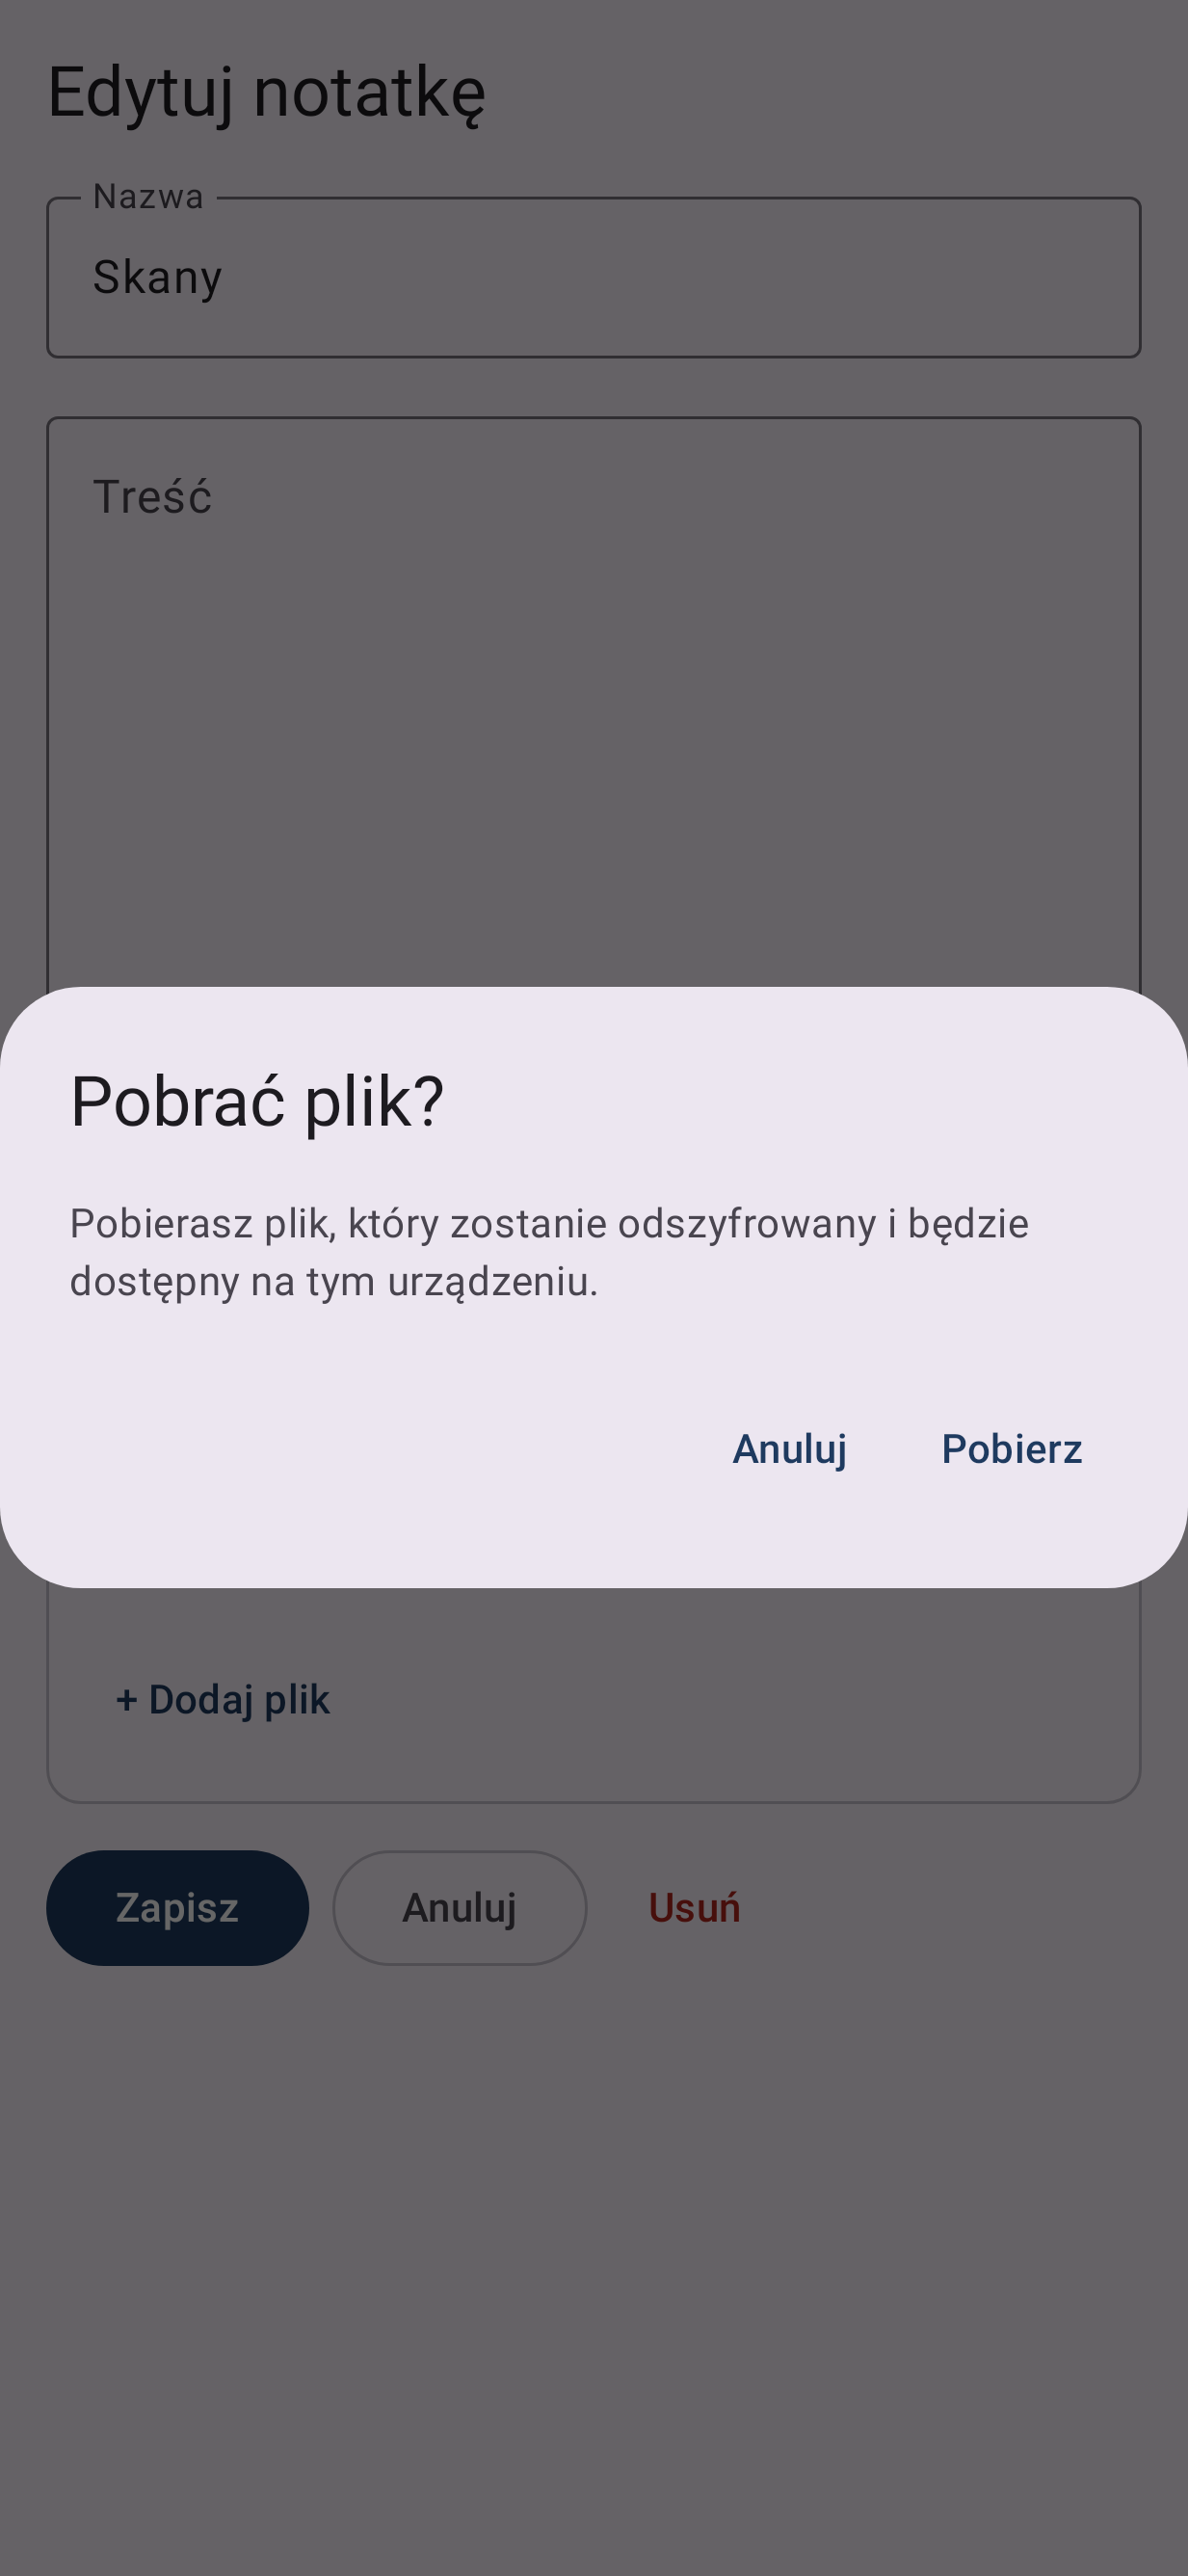 Edytuj notatkę
Nazwa
Skany
Treść
Pobrać plik?
Pobierasz plik, który zostanie odszyfrowany i będzie
dostępny na tym urządzeniu.
Anuluj Pobierz
+ Dodaj plik
Zapisz Anuluj Usuń